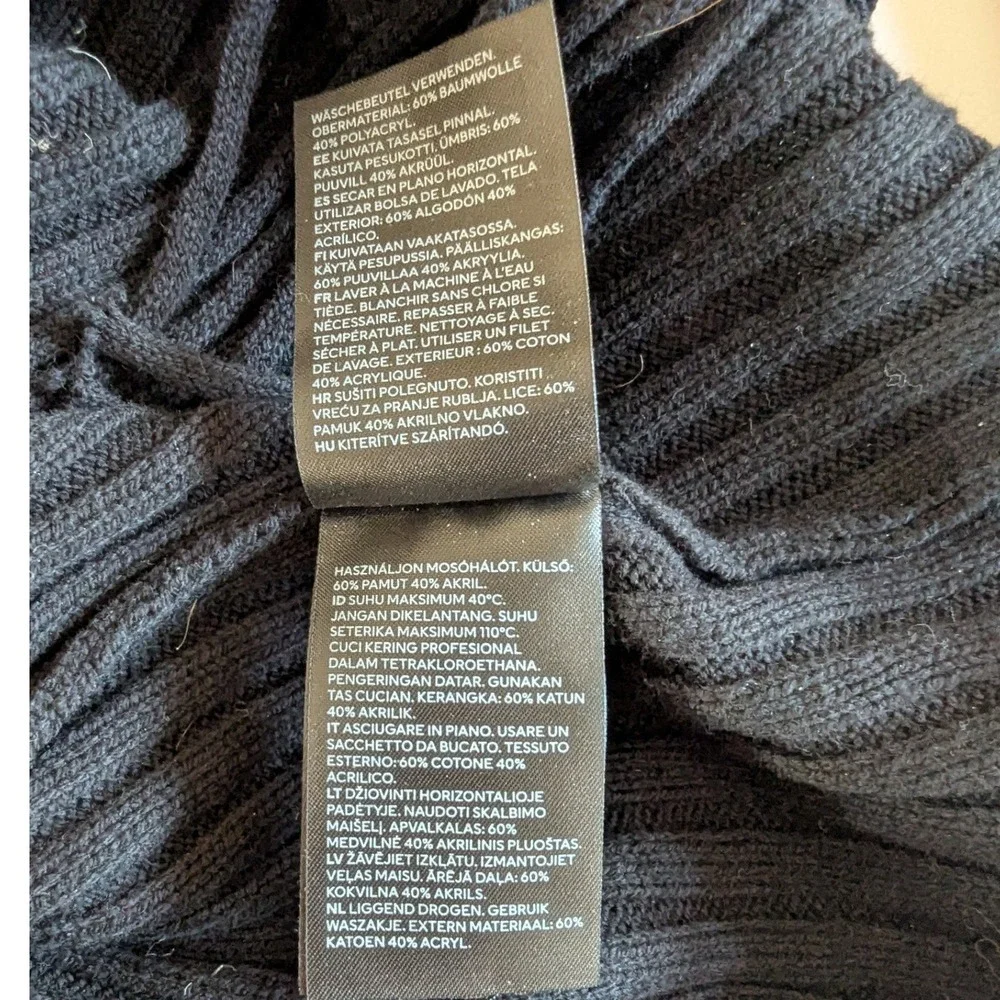 WÄSCHEBEUTEL VERWENDEN.
OBERMATERIAL: 60% BAUMWOLLE
40% POLYACRYL.
EE KUIVATA TASASEL PINNAL.
KASUTA PESUKOTTI. ÜMBRIS: 60%
PUUVILL 40% AKRÜÜL.
ES SECAR EN PLANO HORIZONTAL.
UTILIZAR BOLSA DE LAVADO. TELA
EXTERIOR: 60% ALGODÓN 40%
ACRÍLICO.
FI KUIVATAAN VAAKATASOSSA.
KÄYTÄ PESUPUSSIA. PÄÄLLISKANGAS:
60% PUUVILLAA 40% AKRYYLIA.
FR LAVER À LA MACHINE À L'EAU
TIÈDE. BLANCHIR SANS CHLORE SI
NÉCESSAIRE. REPASSER À FAIBLE
TEMPÉRATURE. NETTOYAGE À SEC.
SÉCHER À PLAT. UTILISER UN FILET
DE LAVAGE. EXTERIEUR : 60% COTON
40% ACRYLIQUE.
HR SUŠITI POLEGNUTO. KORISTITI
VREĆU ZA PRANJE RUBLJA. LICE: 60%
PAMUK 40% AKRILNO VLAKNO.
HU KITERÍTVE SZÁRÍTANDÓ.
HASZNÁLJON MOSÓHÁLÓT. KÜLSŐ:
60% PAMUT 40% AKRIL.
ID SUHU MAKSIMUM 40°C.
JANGAN DIKELANTANG. SUHU
SETERIKA MAKSIMUM 110°C.
CUCI KERING PROFESIONAL
DALAM TETRAKLOROETHANA.
PENGERINGAN DATAR. GUNAKAN
TAS CUCIAN. KERANGKA: 60% KATUN
40% AKRILIK.
IT ASCIUGARE IN PIANO. USARE UN
SACCHETTO DA BUCATO. TESSUTO
ESTERNO: 60% COTONE 40%
ACRILICO.
LT DŽIOVINTI HORIZONTALIOJE
PADĖTYJE. NAUDOTI SKALBIMO
MAIŠELĮ. APVALKALAS: 60%
MEDVILNĖ 40% AKRILINIS PLUOŠTAS.
LV ŽĀVĒJIET IZKLĀTU. IZMANTOJIET
VEĻAS MAISU. ĀRĒJĀ DAĻA: 60%
KOKVILNA 40% AKRILS.
NL LIGGEND DROGEN. GEBRUIK
WASZAKJE. EXTERN MATERIAAL: 60%
KATOEN 40% ACRYL.